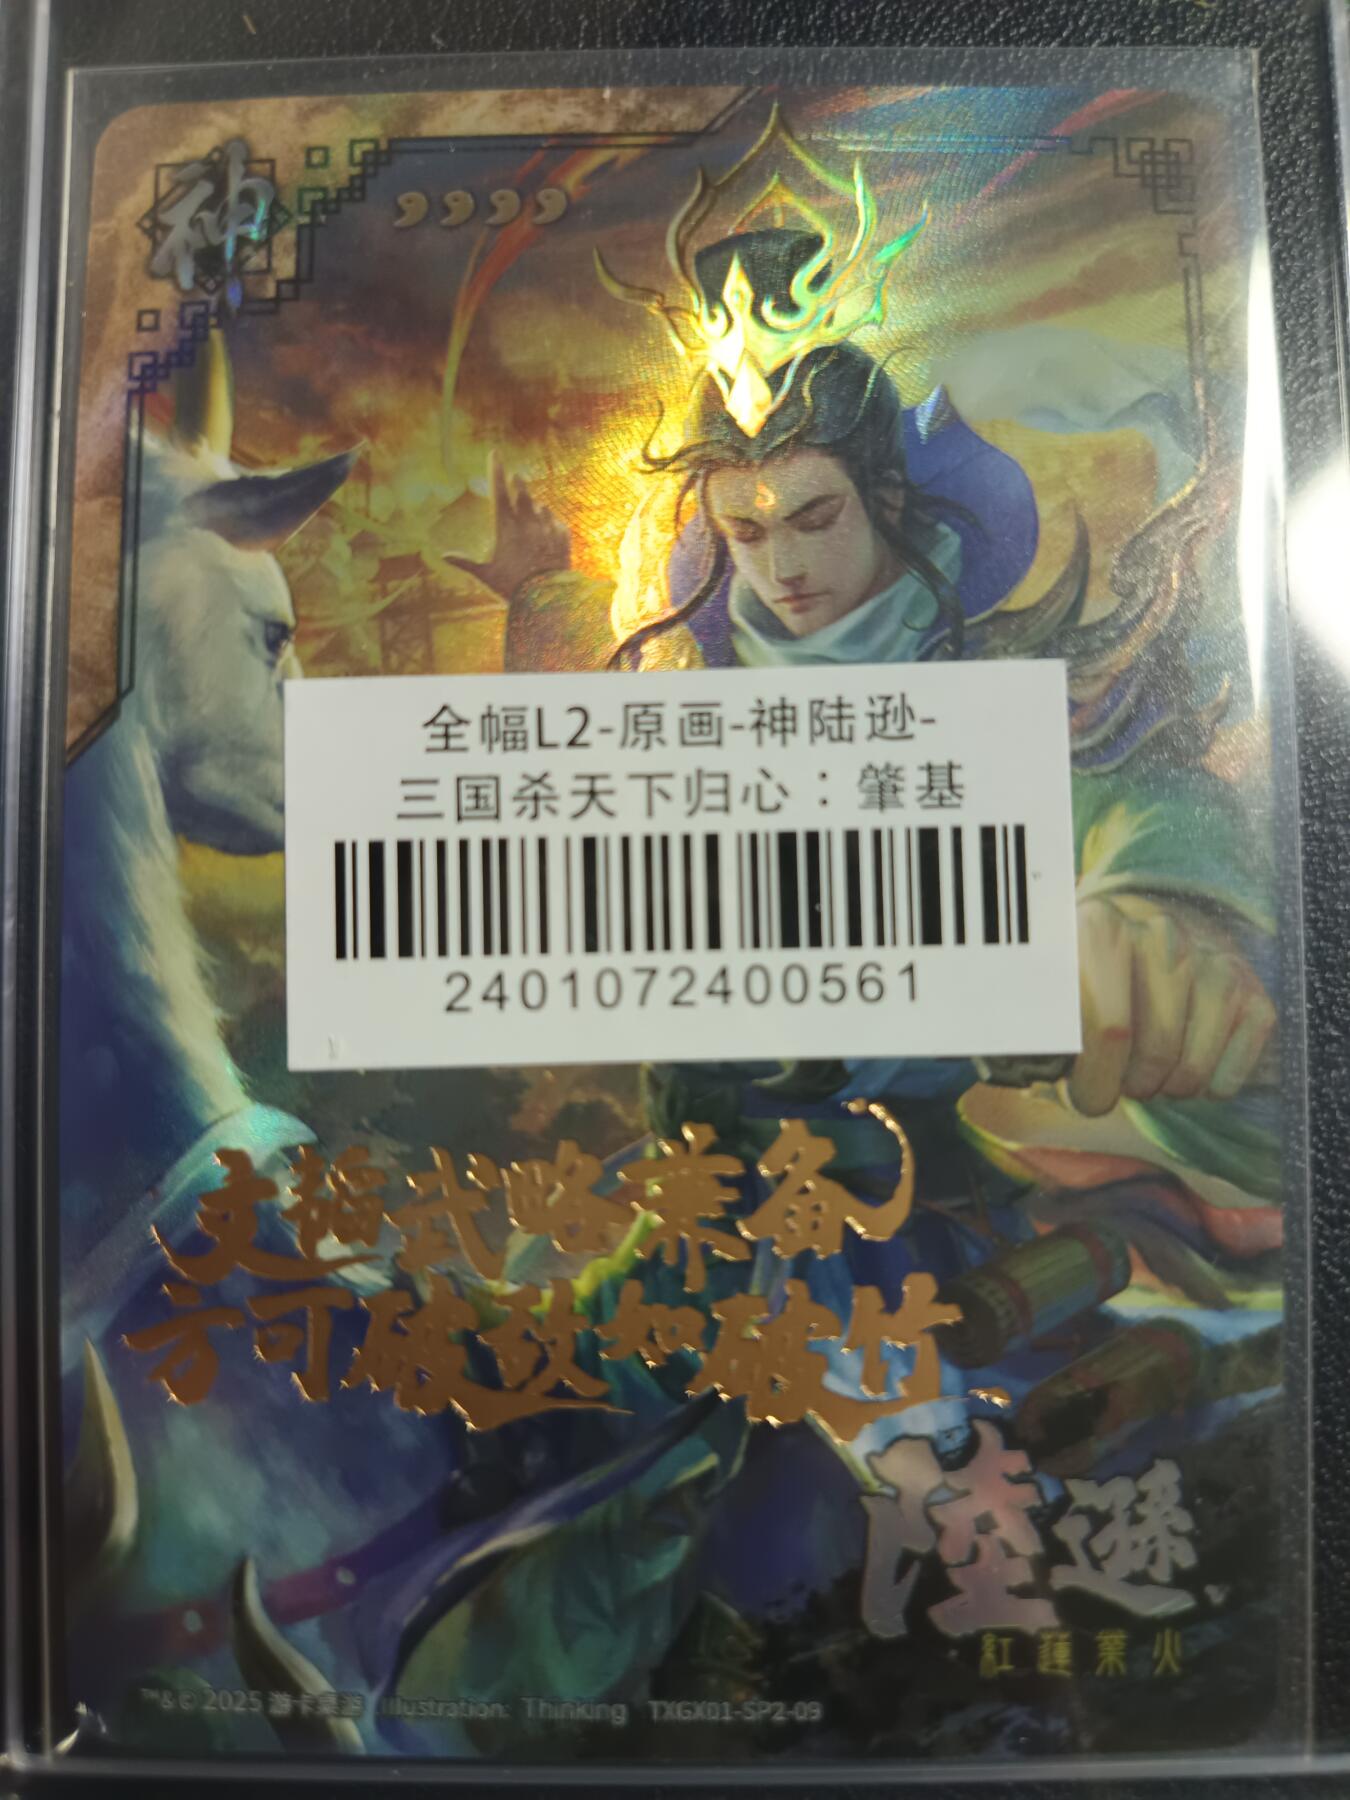 神
全幅L2-原画-神陆逊-
三国杀天下归心：肇基
2401072400561
文韬武略兼备
方可破敌如破竹
陸遜
紅蓮業火
™&© 2025 游卡桌游 Illustration: Thinking TXGX01-SP2-09